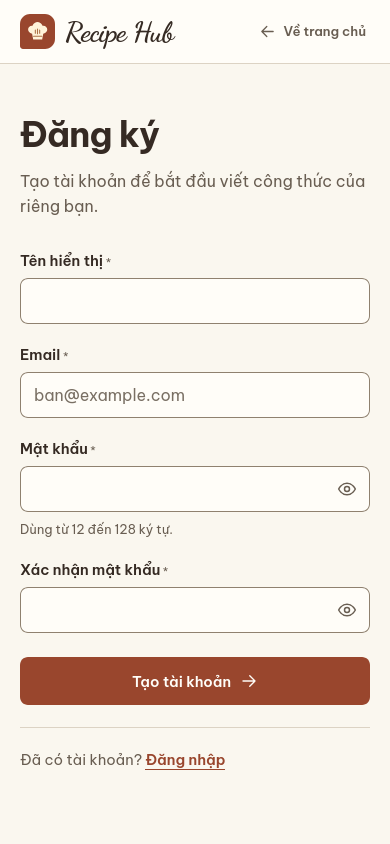 Recipe Hub
← Về trang chủ
Đăng ký
Tạo tài khoản để bắt đầu viết công thức của
riêng bạn.
Tên hiển thị *
Email *
ban@example.com
Mật khẩu *
Dùng từ 12 đến 128 ký tự.
Xác nhận mật khẩu *
Tạo tài khoản →
Đã có tài khoản? Đăng nhập